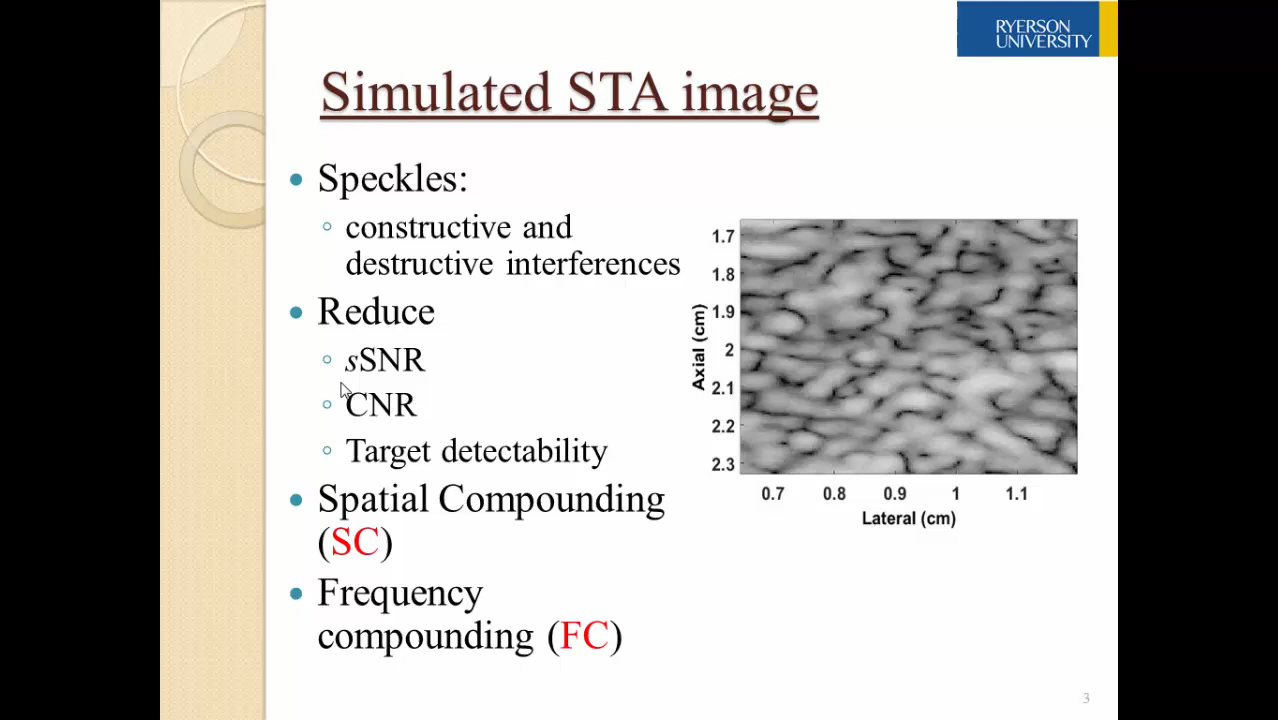 RYERSON
UNIVERSITY
Simulated STA image
• Speckles:
◦ constructive and
destructive interferences
• Reduce
◦ sSNR
◦ CNR
◦ Target detectability
• Spatial Compounding
(SC)
• Frequency
compounding (FC)
Axial (cm)
1.7
1.8
1.9
2
2.1
2.2
2.3
0.7 0.8 0.9 1 1.1
Lateral (cm)
3